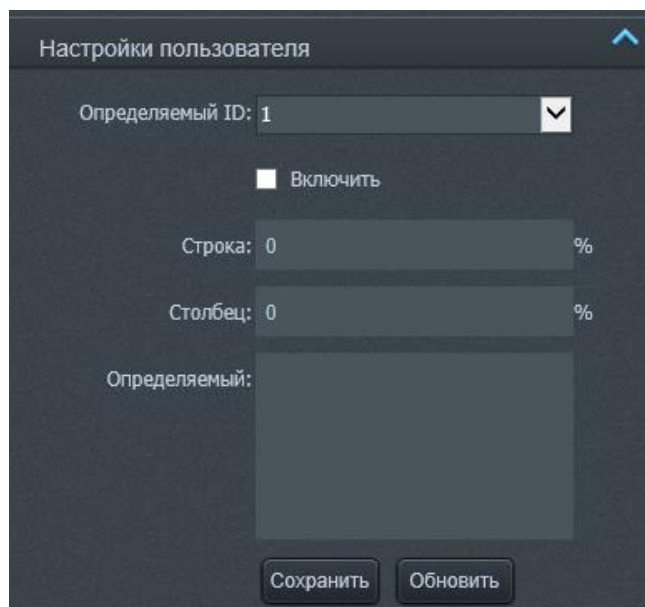 Настройки пользователя
Определяемый ID: 1
Включить
Строка: 0 %
Столбец: 0 %
Определяемый:
Сохранить Обновить